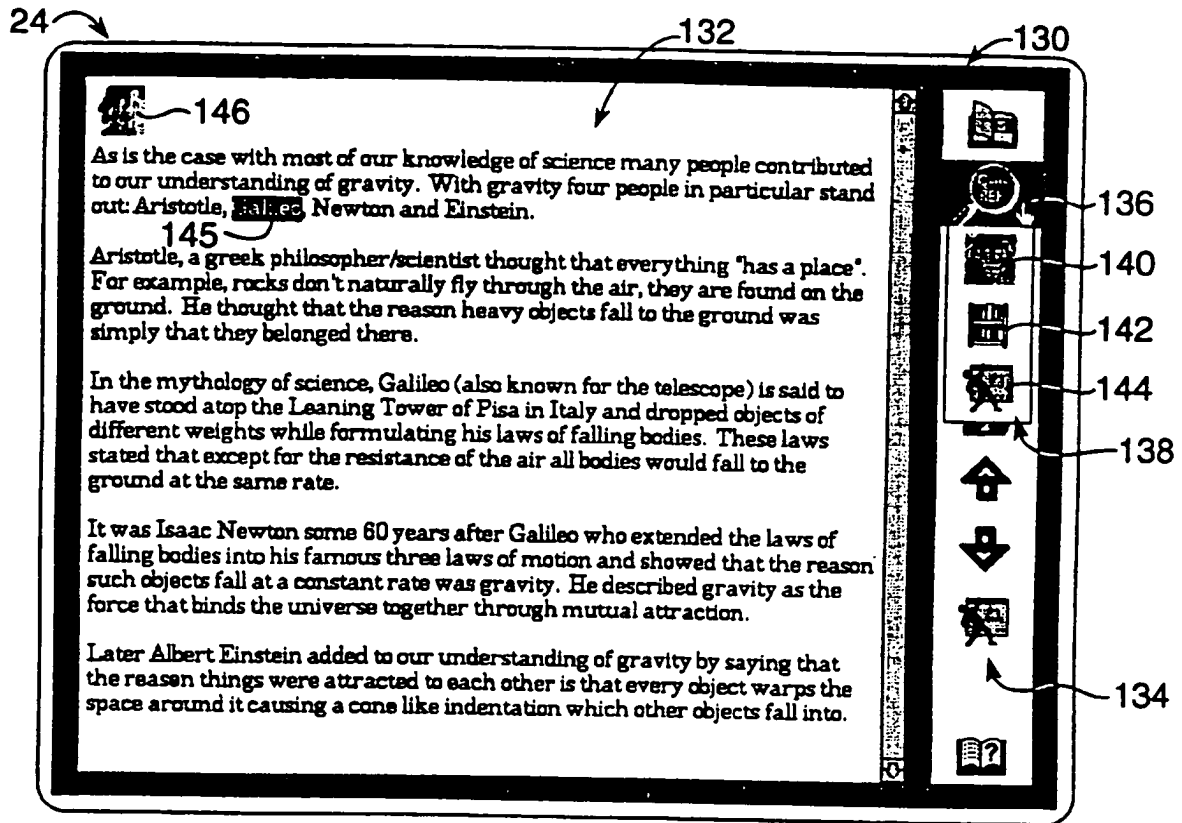 24
132
130
146
As is the case with most of our knowledge of science many people contributed
to our understanding of gravity. With gravity four people in particular stand
out: Aristotle, Galileo, Newton and Einstein.
136
145
Aristotle, a greek philosopher/scientist thought that everything "has a place".
140
For example, rocks don't naturally fly through the air, they are found on the
ground. He thought that the reason heavy objects fall to the ground was
142
simply that they belonged there.
In the mythology of science, Galileo (also known for the telescope) is said to
144
have stood atop the Leaning Tower of Pisa in Italy and dropped objects of
different weights while formulating his laws of falling bodies. These laws
138
stated that except for the resistance of the air all bodies would fall to the
ground at the same rate.
It was Isaac Newton some 60 years after Galileo who extended the laws of
falling bodies into his famous three laws of motion and showed that the reason
such objects fall at a constant rate was gravity. He described gravity as the
force that binds the universe together through mutual attraction.
Later Albert Einstein added to our understanding of gravity by saying that
the reason things were attracted to each other is that every object warps the
134
space around it causing a cone like indentation which other objects fall into.
?